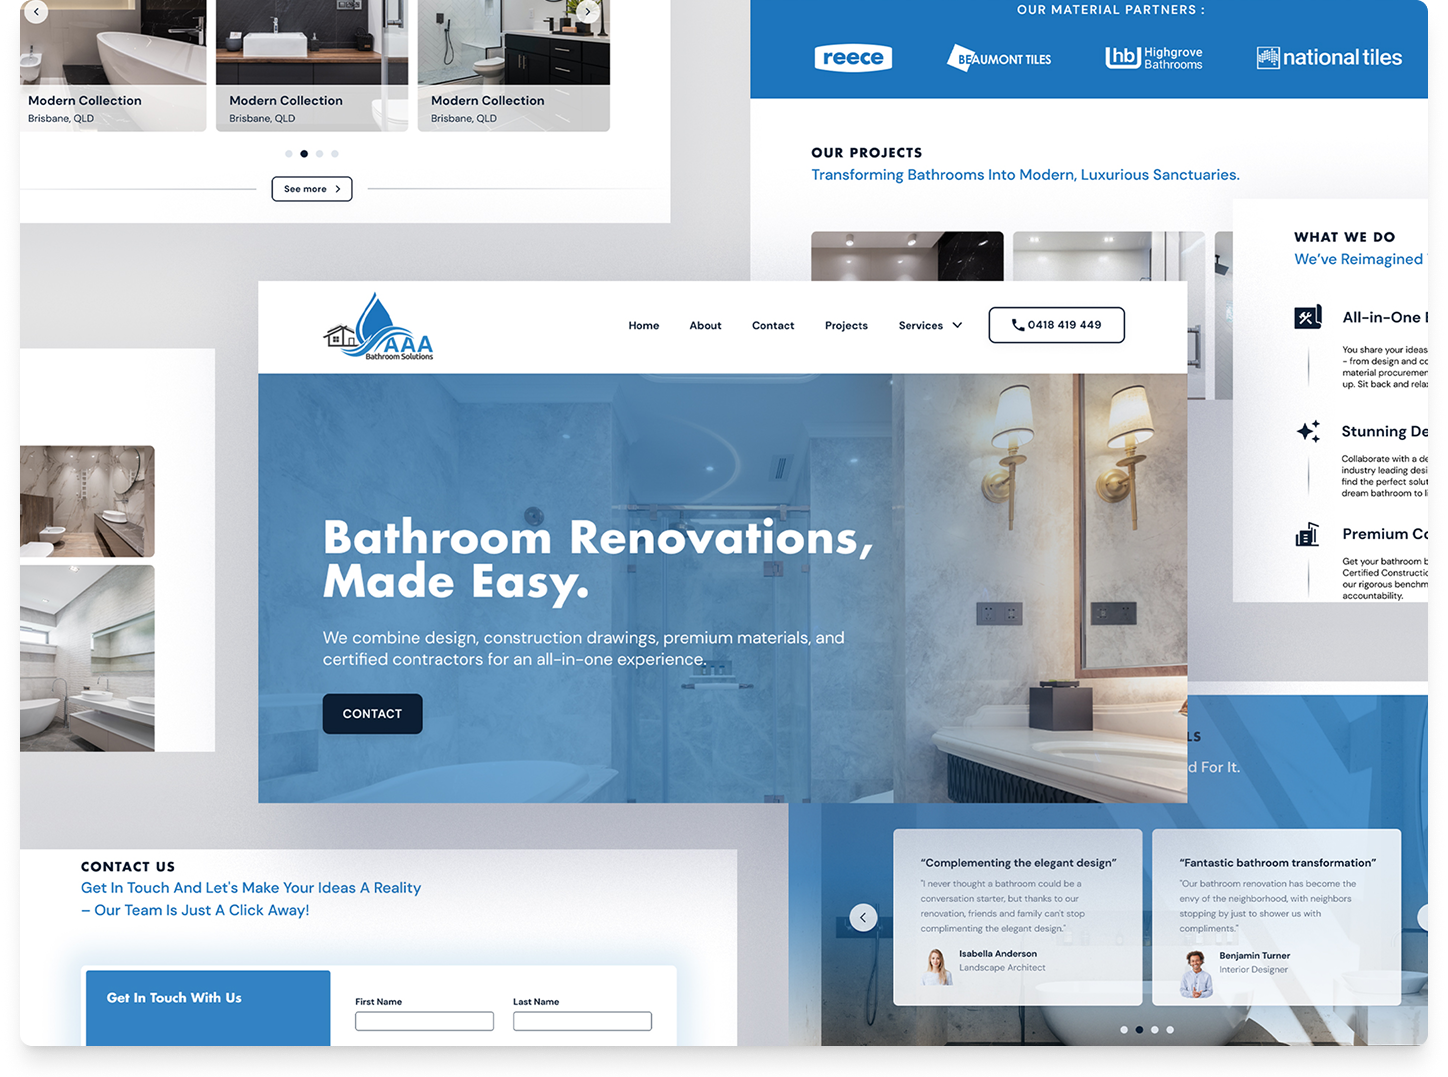 Modern Collection
Brisbane, QLD
Modern Collection
Brisbane, QLD
Modern Collection
Brisbane, QLD
See more
OUR MATERIAL PARTNERS :
reece
BEAUMONT TILES
hb Highgrove
Bathrooms
national tiles
OUR PROJECTS
Transforming Bathrooms Into Modern, Luxurious Sanctuaries.
WHAT WE DO
We've Reimagined
All-in-One
You share your ideas
- from design and co
material procuremen
up. Sit back and rela
Stunning De
Collaborate with a de
industry leading desi
find the perfect solut
dream bathroom to li
Premium Co
Get your bathroom b
Certified Constructio
our rigorous benchm
accountability.
AAA
Bathroom Solutions
Home
About
Contact
Projects
Services
0418 419 449
Bathroom Renovations,
Made Easy.
We combine design, construction drawings, premium materials, and
certified contractors for an all-in-one experience.
CONTACT
LS
d For It.
"Complementing the elegant design"
"I never thought a bathroom could be a
conversation starter, but thanks to our
renovation, friends and family can't stop
complimenting the elegant design."
Isabella Anderson
Landscape Architect
"Fantastic bathroom transformation"
"Our bathroom renovation has become the
envy of the neighborhood, with neighbors
stopping by just to shower us with
compliments."
Benjamin Turner
Interior Designer
CONTACT US
Get In Touch And Let's Make Your Ideas A Reality
– Our Team Is Just A Click Away!
Get In Touch With Us
First Name
Last Name